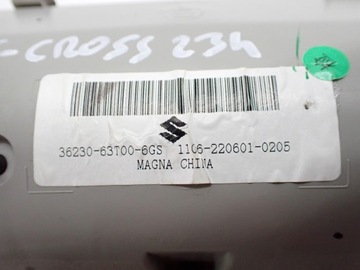 S-CROSS 23h
36230-63T00-6GS 1106-220601-0205
MAGNA CHINA